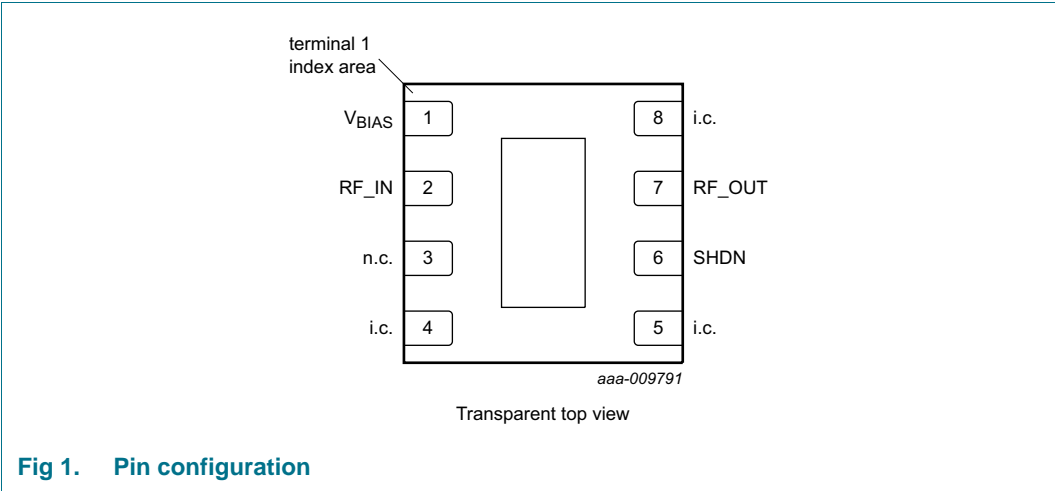 terminal 1
index area
VBIAS 1 8 i.c.
RF_IN 2 7 RF_OUT
n.c. 3 6 SHDN
i.c. 4 5 i.c.
aaa-009791
Transparent top view
Fig 1. Pin configuration